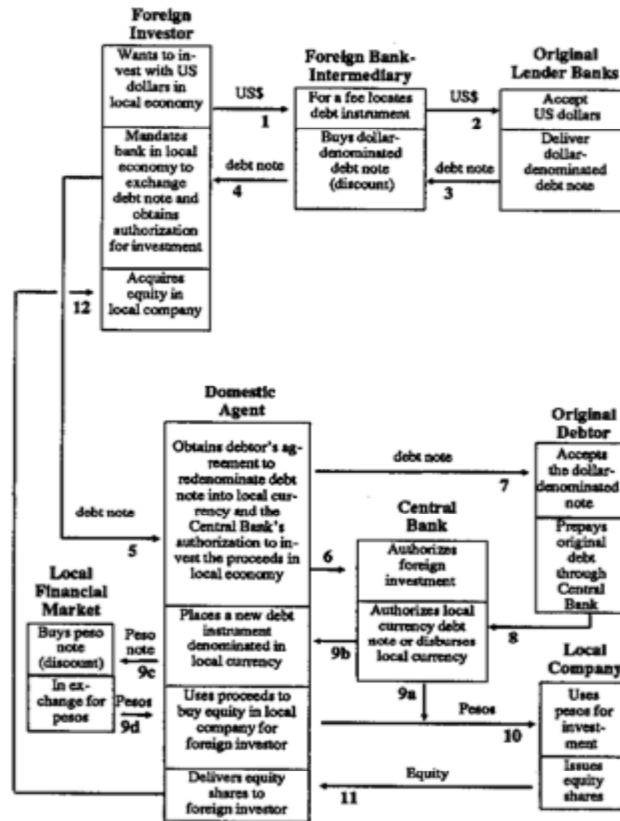 Foreign
Investor
Wants to in-
vest with US
dollars in
local economy
Mandates
bank in local
economy to
exchange
debt note and
obtains
authorization
for investment
Acquires
equity in
local company
US$
1
debt note
4
12
Foreign Bank-
Intermediary
For a fee locates
debt instrument
Buys dollar-
denominated
debt note
(discount)
US$
2
debt note
3
Original
Lender Banks
Accept
US dollars
Deliver
dollar-
denominated
debt note
Domestic
Agent
Obtains debtor's ag-
reement to
redenominate debt
note into local cur-
rency and the
Central Bank's
authorization to in-
vest the proceeds in
local economy
Places a new debt
instrument
denominated in
local currency
Uses proceeds to
buy equity in local
company for
foreign investor
Delivers equity
shares to
foreign investor
debt note
5
debt note
7
6
Original
Debtor
Accepts
the dollar-
denominated
note
Prepays
original
debt
through
Central
Bank
Central
Bank
Authorizes
foreign
investment
Authorizes local
currency debt
note or disburses
local currency
8
9b
9a
Local
Financial
Market
Buys peso
note
(discount)
In ex-
change for
pesos
Peso
note
9c
Pesos
9d
Pesos
10
Local
Company
Uses
pesos for
invest-
ment
Issues
equity
shares
Equity
11